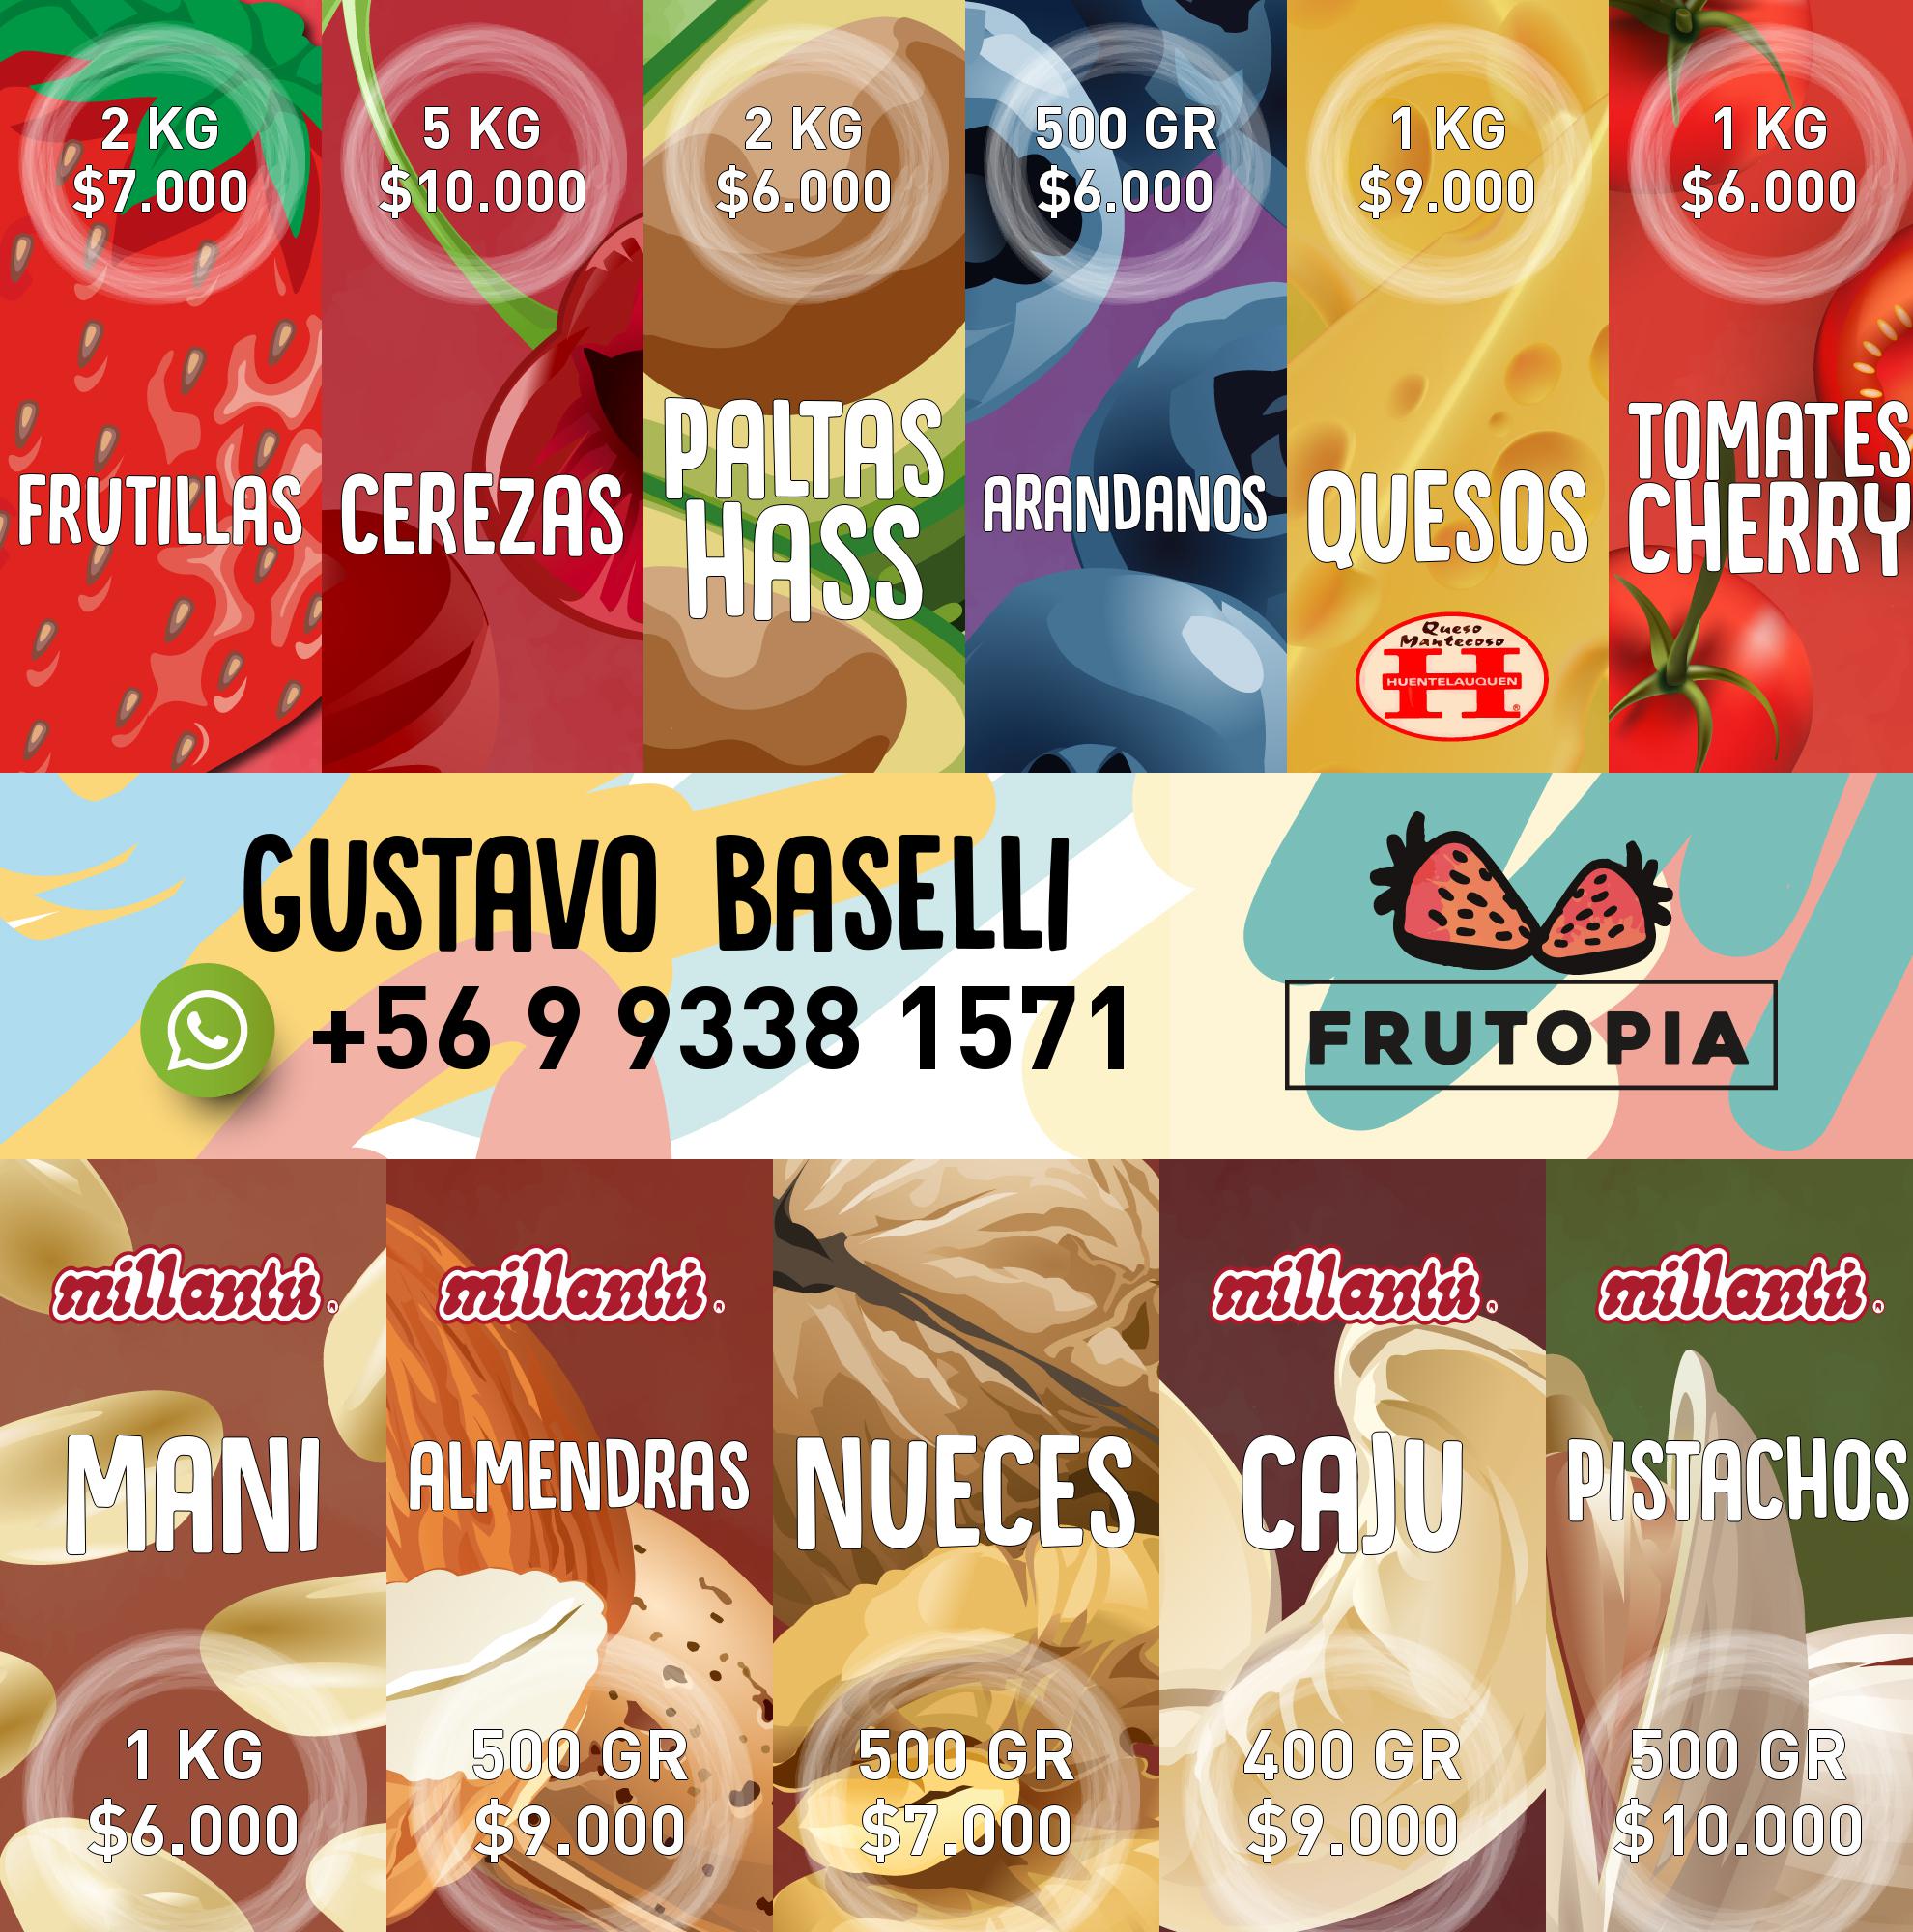 2 KG
$7.000
FRUTILLAS
5 KG
$10.000
CEREZAS
2 KG
$6.000
PALTAS
HASS
500 GR
$6.000
ARANDANOS
1 KG
$9.000
QUESOS
Queso
Mantecoso
H
HUENTELAUQUEN
®
1 KG
$6.000
TOMATES
CHERRY
GUSTAVO BASELLI
+56 9 9338 1571
FRUTOPIA
millantú®
MANI
1 KG
$6.000
millantú®
ALMENDRAS
500 GR
$9.000
NUECES
500 GR
$7.000
millantú®
CAJU
400 GR
$9.000
millantú®
PISTACHOS
500 GR
$10.000